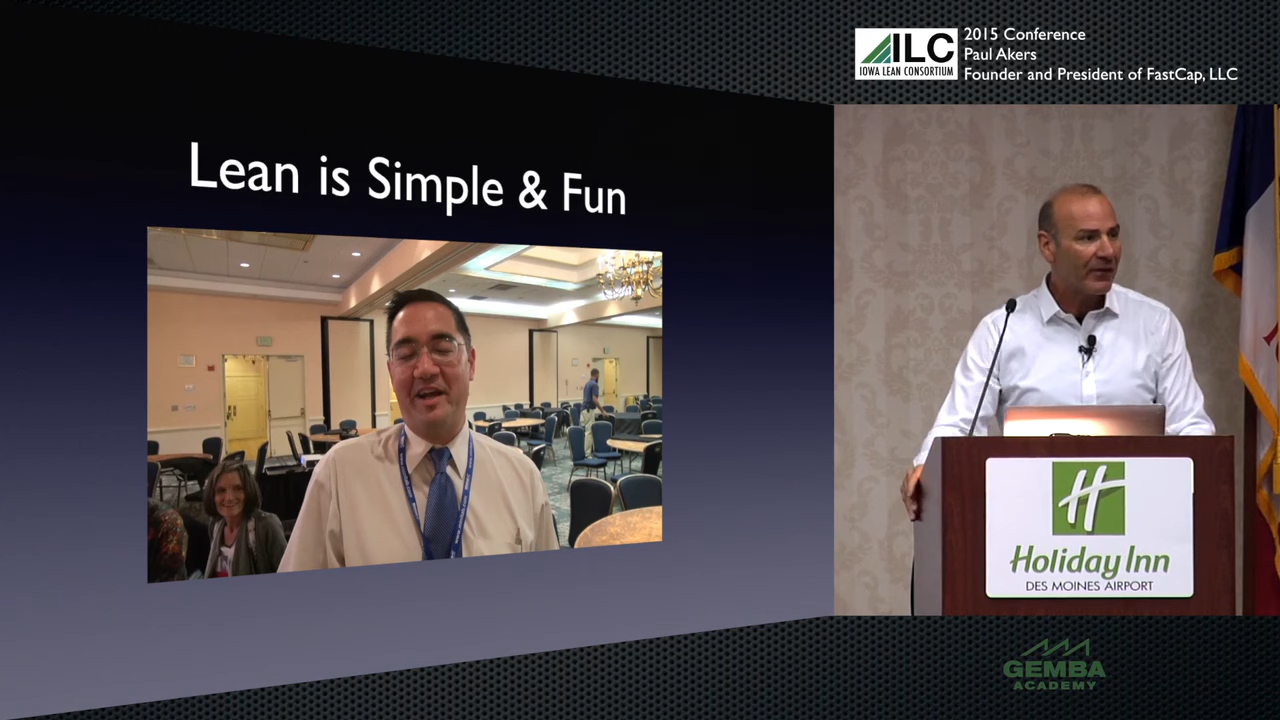 ILC
IOWA LEAN CONSORTIUM
2015 Conference
Paul Akers
Founder and President of FastCap, LLC
Lean is Simple & Fun
H
Holiday Inn
DES MOINES AIRPORT
GEMBA
ACADEMY